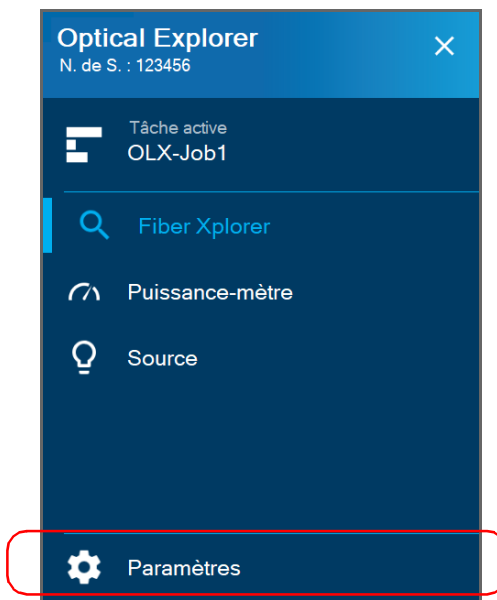 Optical Explorer
N. de S. : 123456
Tâche active
OLX-Job1
Fiber Xplorer
Puissance-mètre
Source
Paramètres